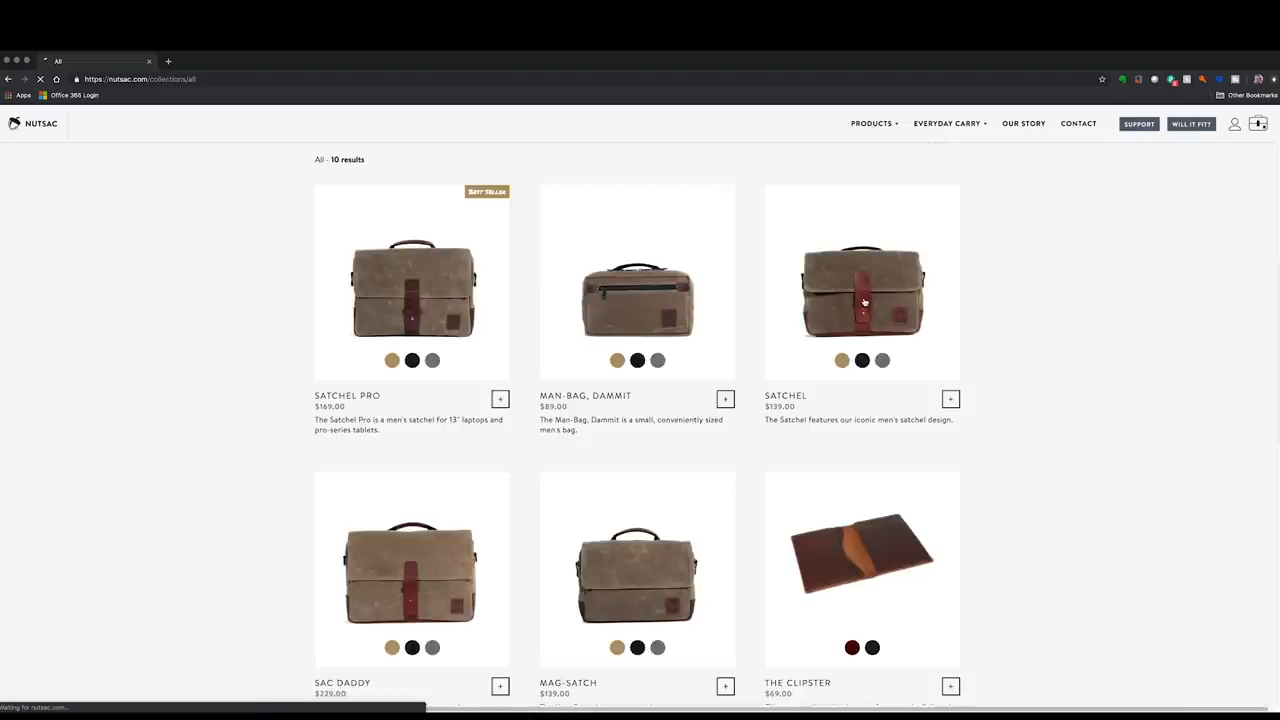 All
https://nutsac.com/collections/all
Apps
Office 365 Login
Other Bookmarks
NUTSAC
PRODUCTS
EVERYDAY CARRY
OUR STORY
CONTACT
SUPPORT
WILL IT FIT?
All - 10 results
BEST SELLER
SATCHEL PRO
+
$169.00
The Satchel Pro is a men's satchel for 13" laptops and
pro-series tablets.
MAN-BAG, DAMMIT
+
$89.00
The Man-Bag, Dammit is a small, conveniently sized
men's bag.
SATCHEL
+
$139.00
The Satchel features our iconic men's satchel design.
SAC DADDY
+
$229.00
MAG-SATCH
+
$139.00
THE CLIPSTER
+
$69.00
Waiting for nutsac.com...